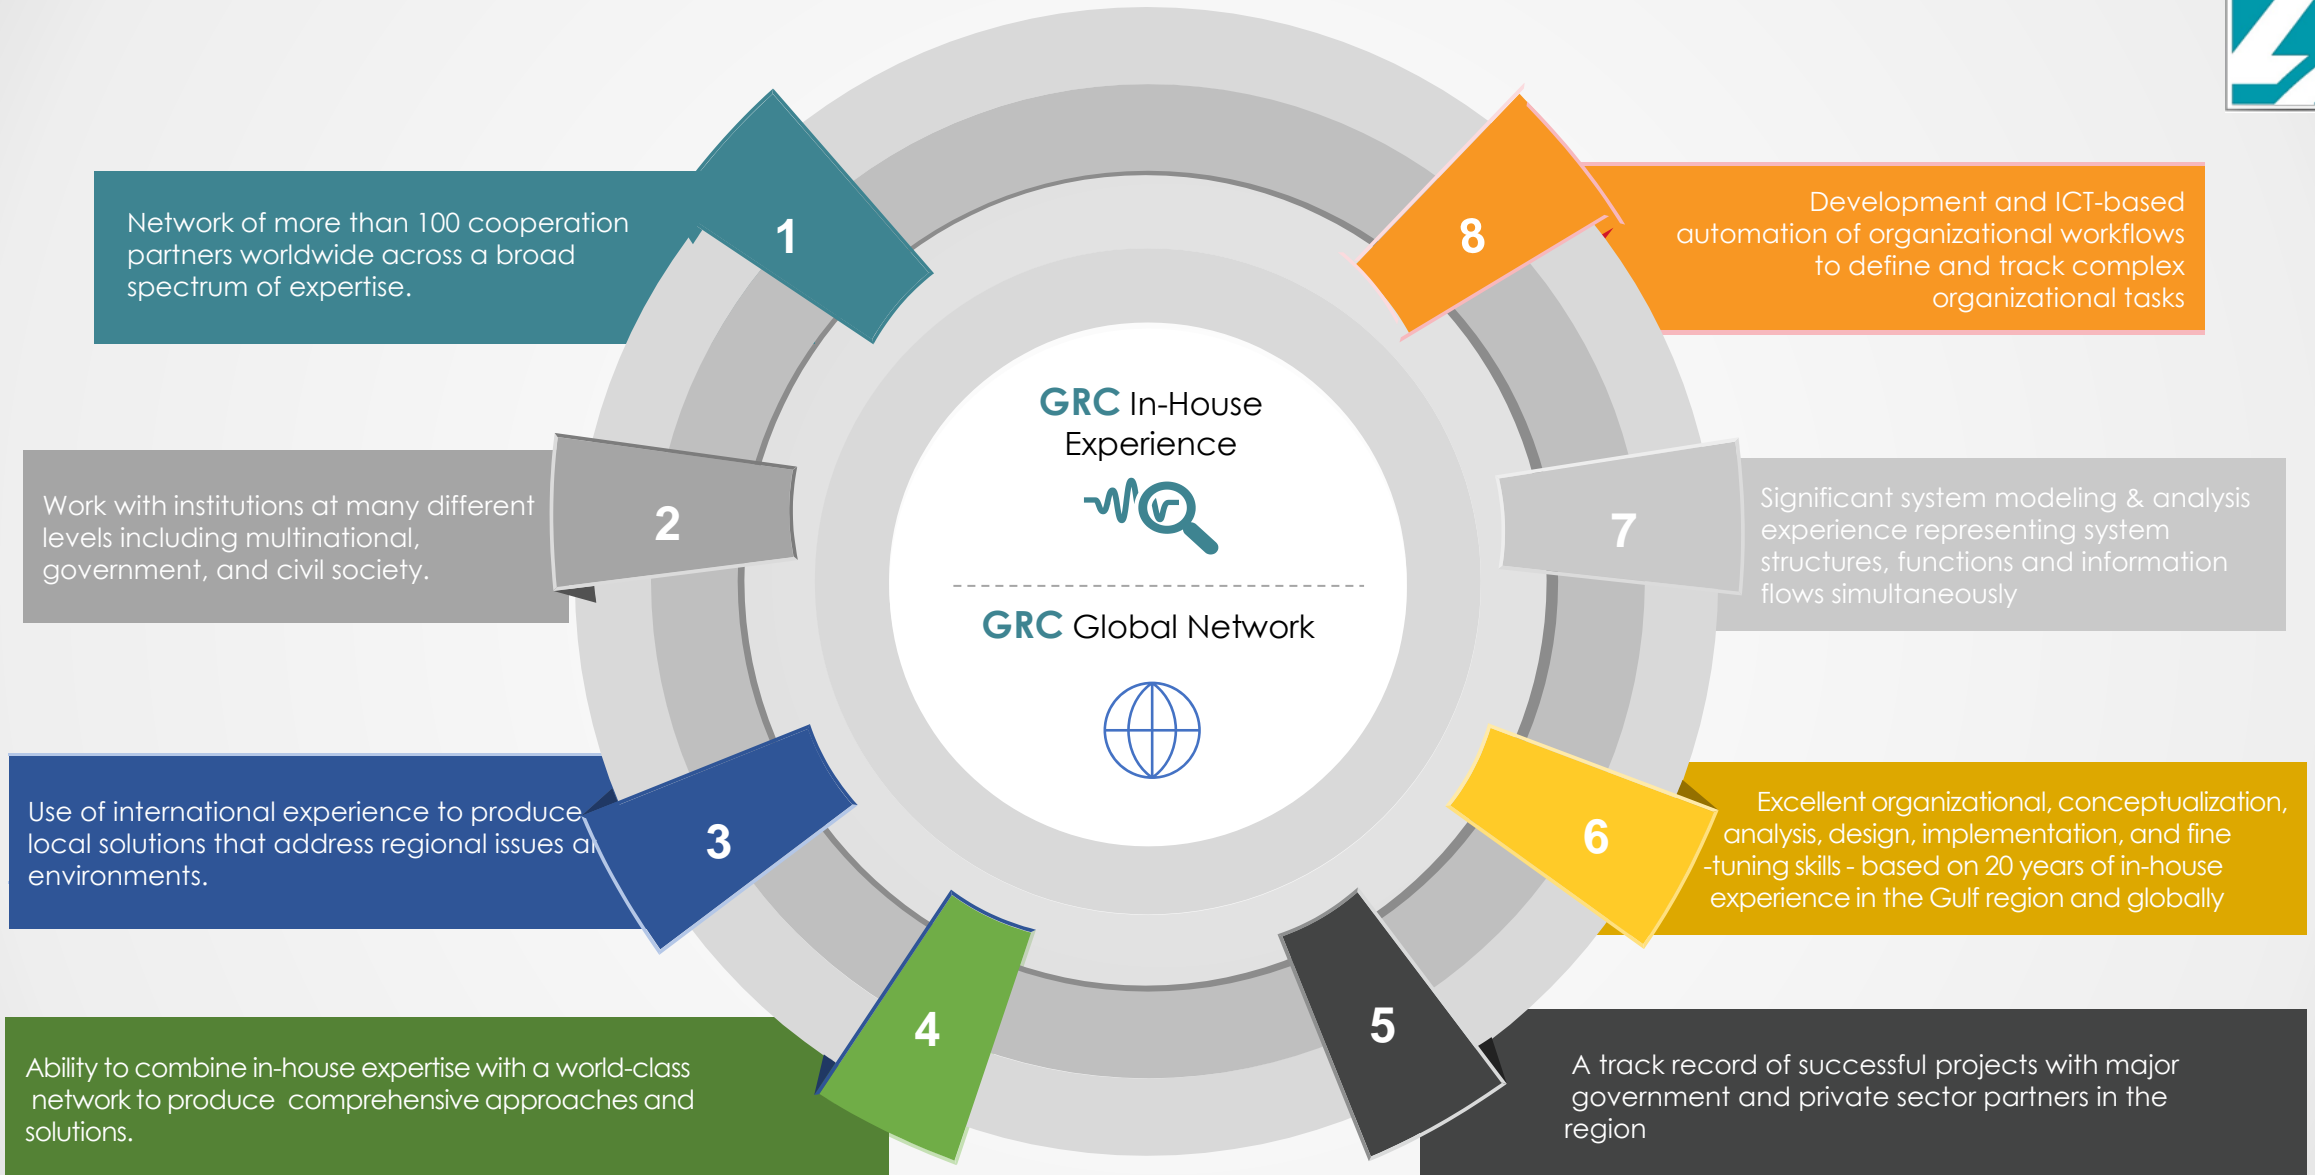 1
Network of more than 100 cooperation
partners worldwide across a broad
spectrum of expertise.
2
Work with institutions at many different
levels including multinational,
government, and civil society.
3
Use of international experience to produce
local solutions that address regional issues
environments.
4
Ability to combine in-house expertise with a world-class
network to produce comprehensive approaches and
solutions.
GRC In-House
Experience
GRC Global Network
5
A track record of successful projects with major
government and private sector partners in the
region
6
Excellent organizational, conceptualization,
analysis, design, implementation, and fine
-tuning skills - based on 20 years of in-house
experience in the Gulf region and globally
7
Significant system modeling & analysis
experience representing system
structures, functions and information
flows simultaneously
8
Development and ICT-based
automation of organizational workflows
to define and track complex
organizational tasks